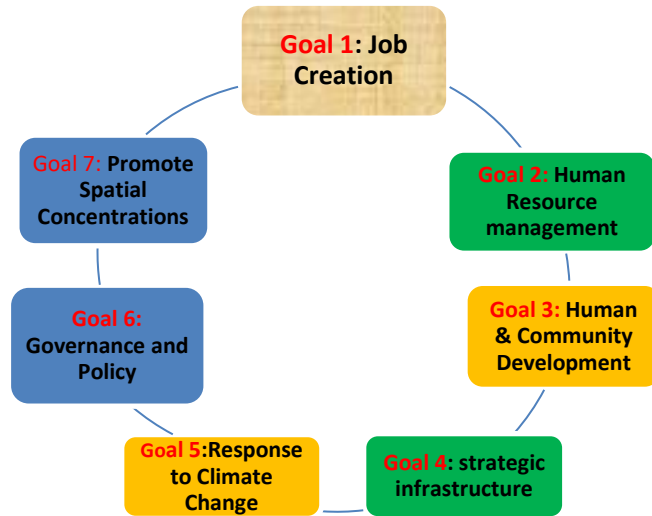 Goal 1: Job
Creation
Goal 2: Human
Resource
management
Goal 3: Human
& Community
Development
Goal 4: strategic
infrastructure
Goal 5:Response
to Climate
Change
Goal 6:
Governance and
Policy
Goal 7: Promote
Spatial
Concentrations